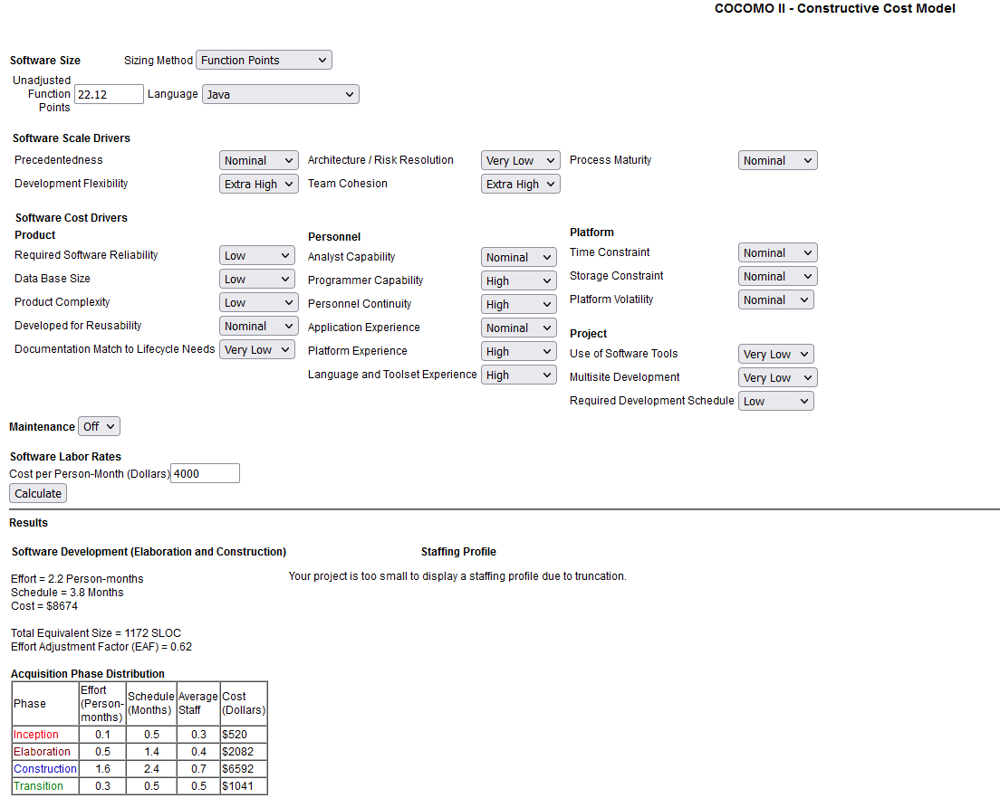 COCOMO II - Constructive Cost Model
Software Size Sizing Method Function Points
Unadjusted
Function
Points 22.12 Language Java
Software Scale Drivers
Precedentedness Nominal Architecture / Risk Resolution Very Low Process Maturity Nominal
Development Flexibility Extra High Team Cohesion Extra High
Software Cost Drivers
Product
Required Software Reliability Low
Data Base Size Low
Product Complexity Low
Developed for Reusability Nominal
Documentation Match to Lifecycle Needs Very Low
Personnel
Analyst Capability Nominal
Programmer Capability High
Personnel Continuity High
Application Experience Nominal
Platform Experience High
Language and Toolset Experience High
Platform
Time Constraint Nominal
Storage Constraint Nominal
Platform Volatility Nominal
Project
Use of Software Tools Very Low
Multisite Development Very Low
Required Development Schedule Low
Maintenance Off
Software Labor Rates
Cost per Person-Month (Dollars) 4000
Calculate
Results
Software Development (Elaboration and Construction)
Effort = 2.2 Person-months
Schedule = 3.8 Months
Cost = $8674
Total Equivalent Size = 1172 SLOC
Effort Adjustment Factor (EAF) = 0.62
Staffing Profile
Your project is too small to display a staffing profile due to truncation.
Acquisition Phase Distribution
Phase Effort (Person-months) Schedule (Months) Average Staff Cost (Dollars)
Inception 0.1 0.5 0.3 $520
Elaboration 0.5 1.4 0.4 $2082
Construction 1.6 2.4 0.7 $6592
Transition 0.3 0.5 0.5 $1041